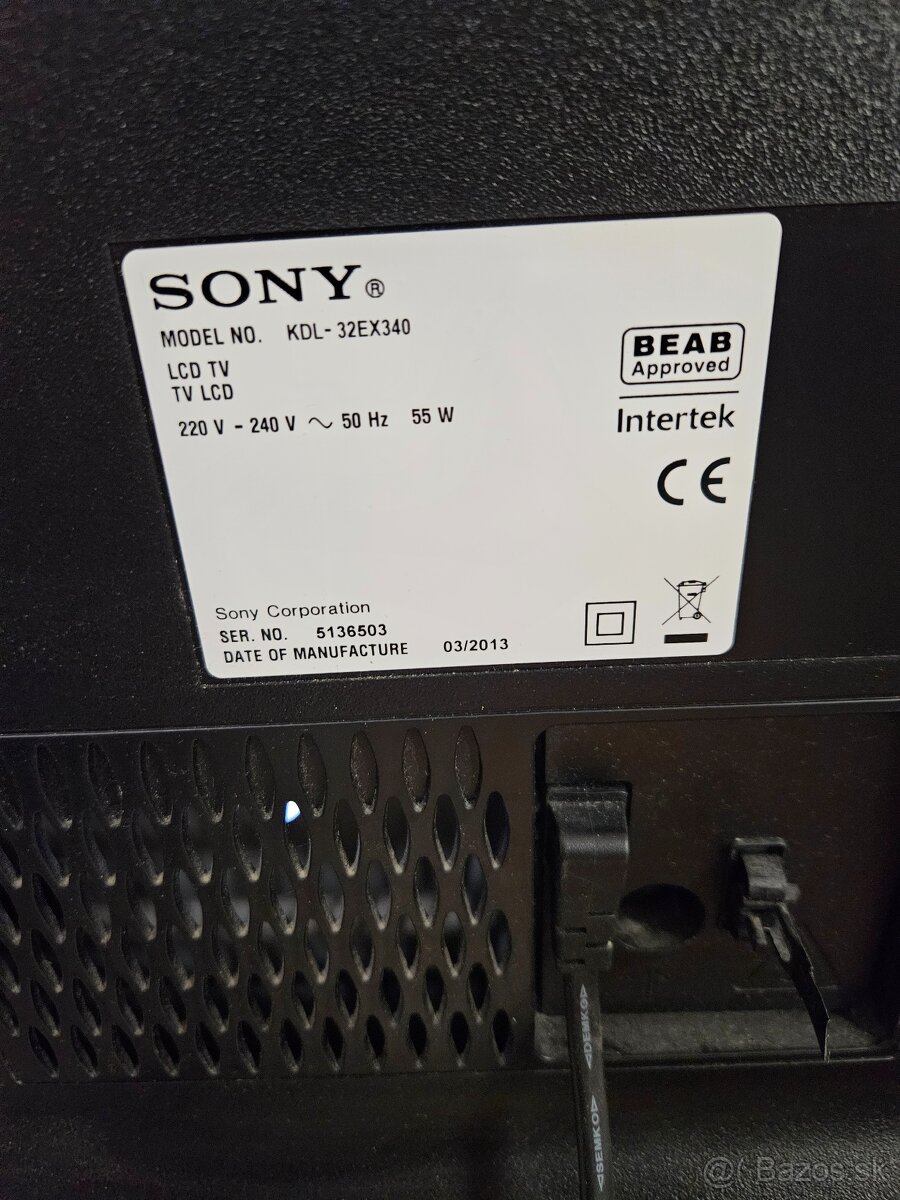 SONY®
MODEL NO. KDL-32EX340
LCD TV
TV LCD
220 V - 240 V ~ 50 Hz 55 W
BEAB
Approved
Intertek
CE
Sony Corporation
SER. NO. 5136503
DATE OF MANUFACTURE 03/2013
DEMKO
SEMKO
Bazos.sk